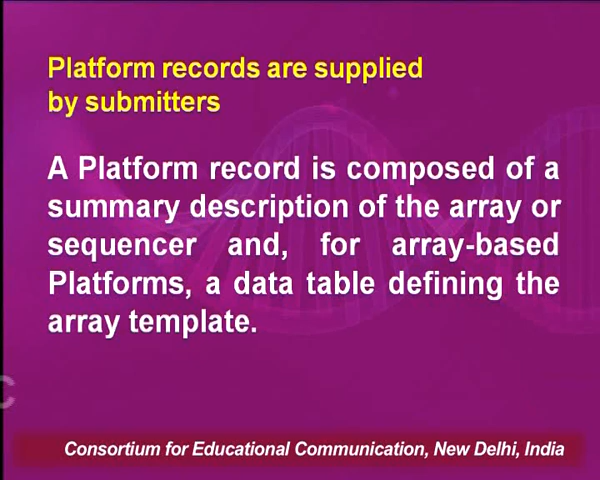 Platform records are supplied
by submitters
A Platform record is composed of a
summary description of the array or
sequencer and, for array-based
Platforms, a data table defining the
array template.
C
Consortium for Educational Communication, New Delhi, India